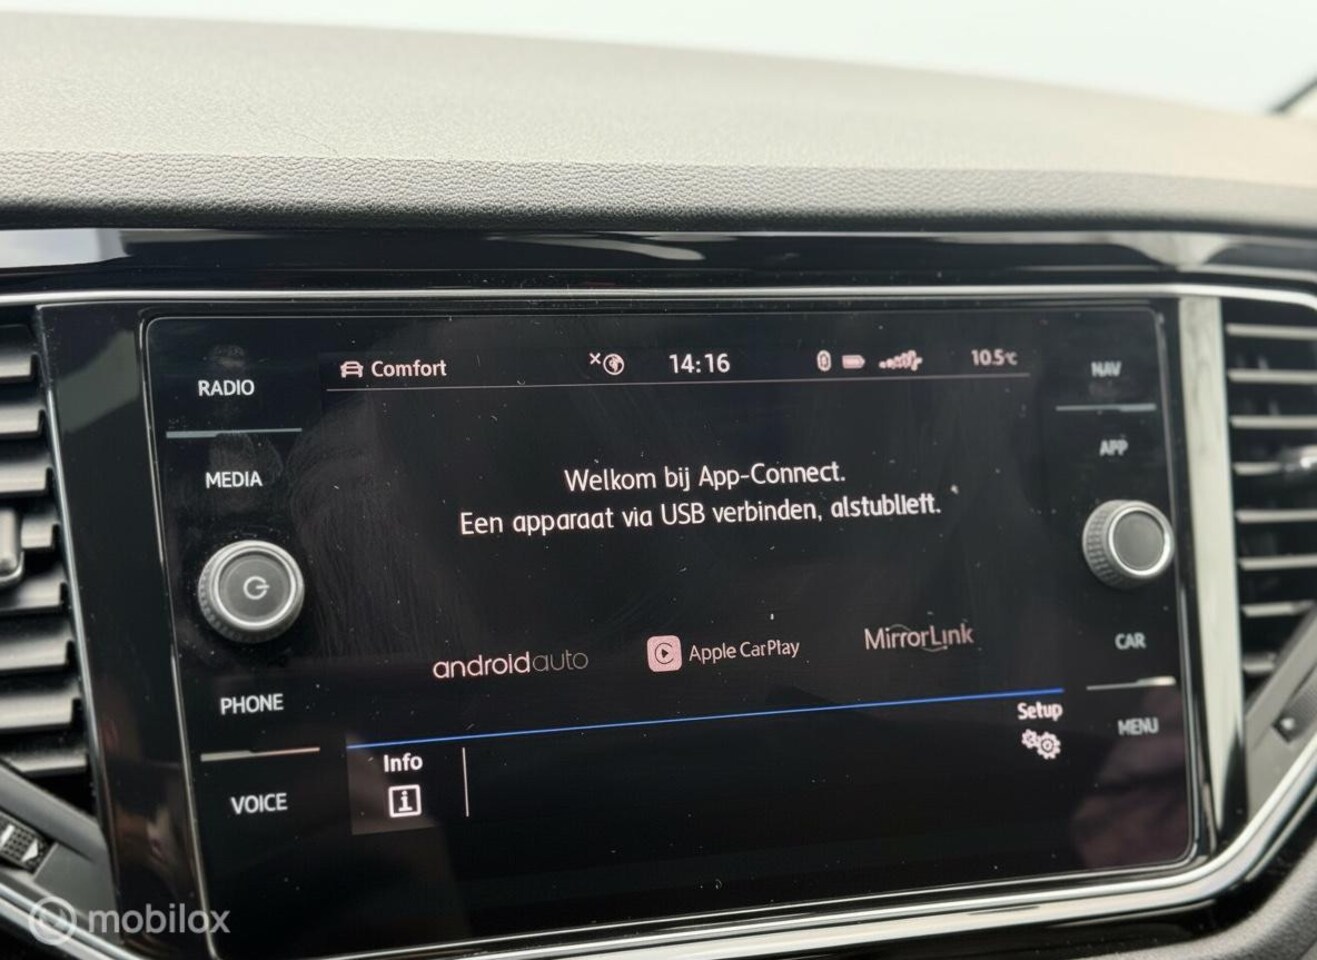 RADIO
MEDIA
PHONE
VOICE
Comfort
14:16
10.5°C
Welkom bij App-Connect.
Een apparaat via USB verbinden, alstublieft.
androidauto
Apple CarPlay
MirrorLink
Info
Setup
NAV
APP
CAR
MENU
mobilox